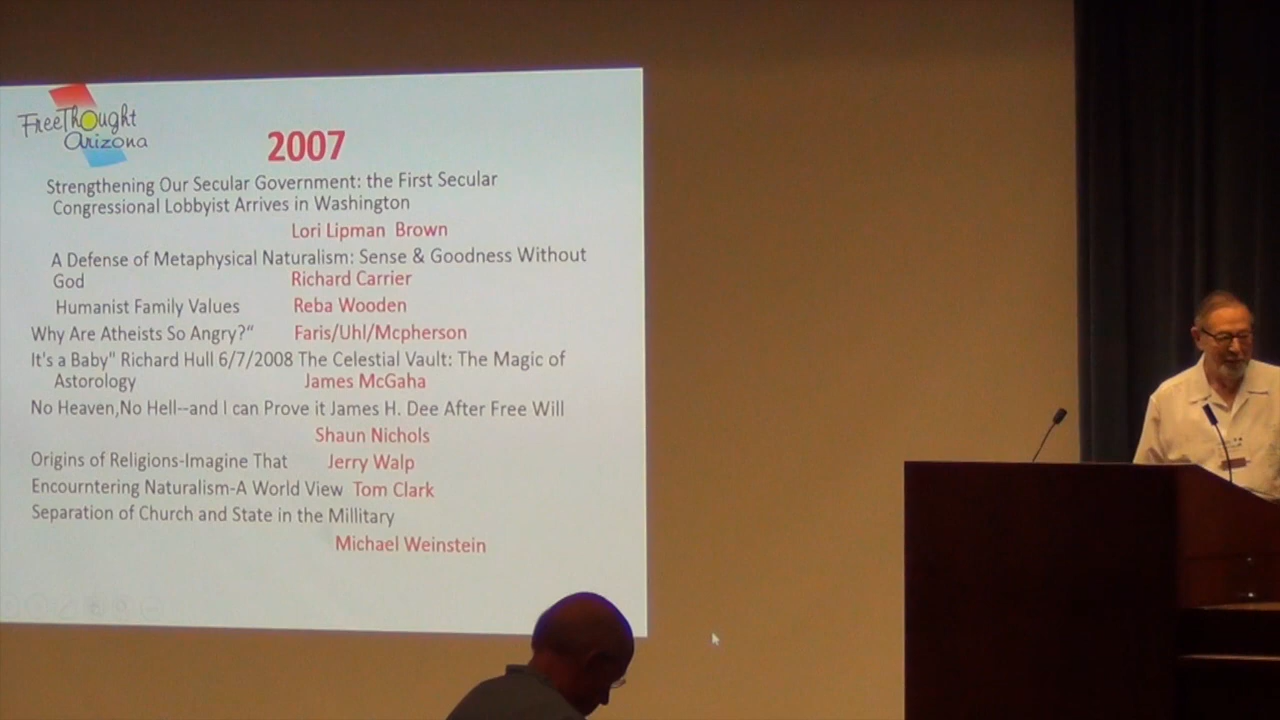 FreeThought
Arizona
2007
Strengthening Our Secular Government: the First Secular
Congressional Lobbyist Arrives in Washington
Lori Lipman Brown
A Defense of Metaphysical Naturalism: Sense & Goodness Without
God Richard Carrier
Humanist Family Values Reba Wooden
Why Are Atheists So Angry?" Faris/Uhl/Mcpherson
It's a Baby" Richard Hull 6/7/2008 The Celestial Vault: The Magic of
Astorology James McGaha
No Heaven,No Hell--and I can Prove it James H. Dee After Free Will
Shaun Nichols
Origins of Religions-Imagine That Jerry Walp
Encourntering Naturalism-A World View Tom Clark
Separation of Church and State in the Millitary
Michael Weinstein